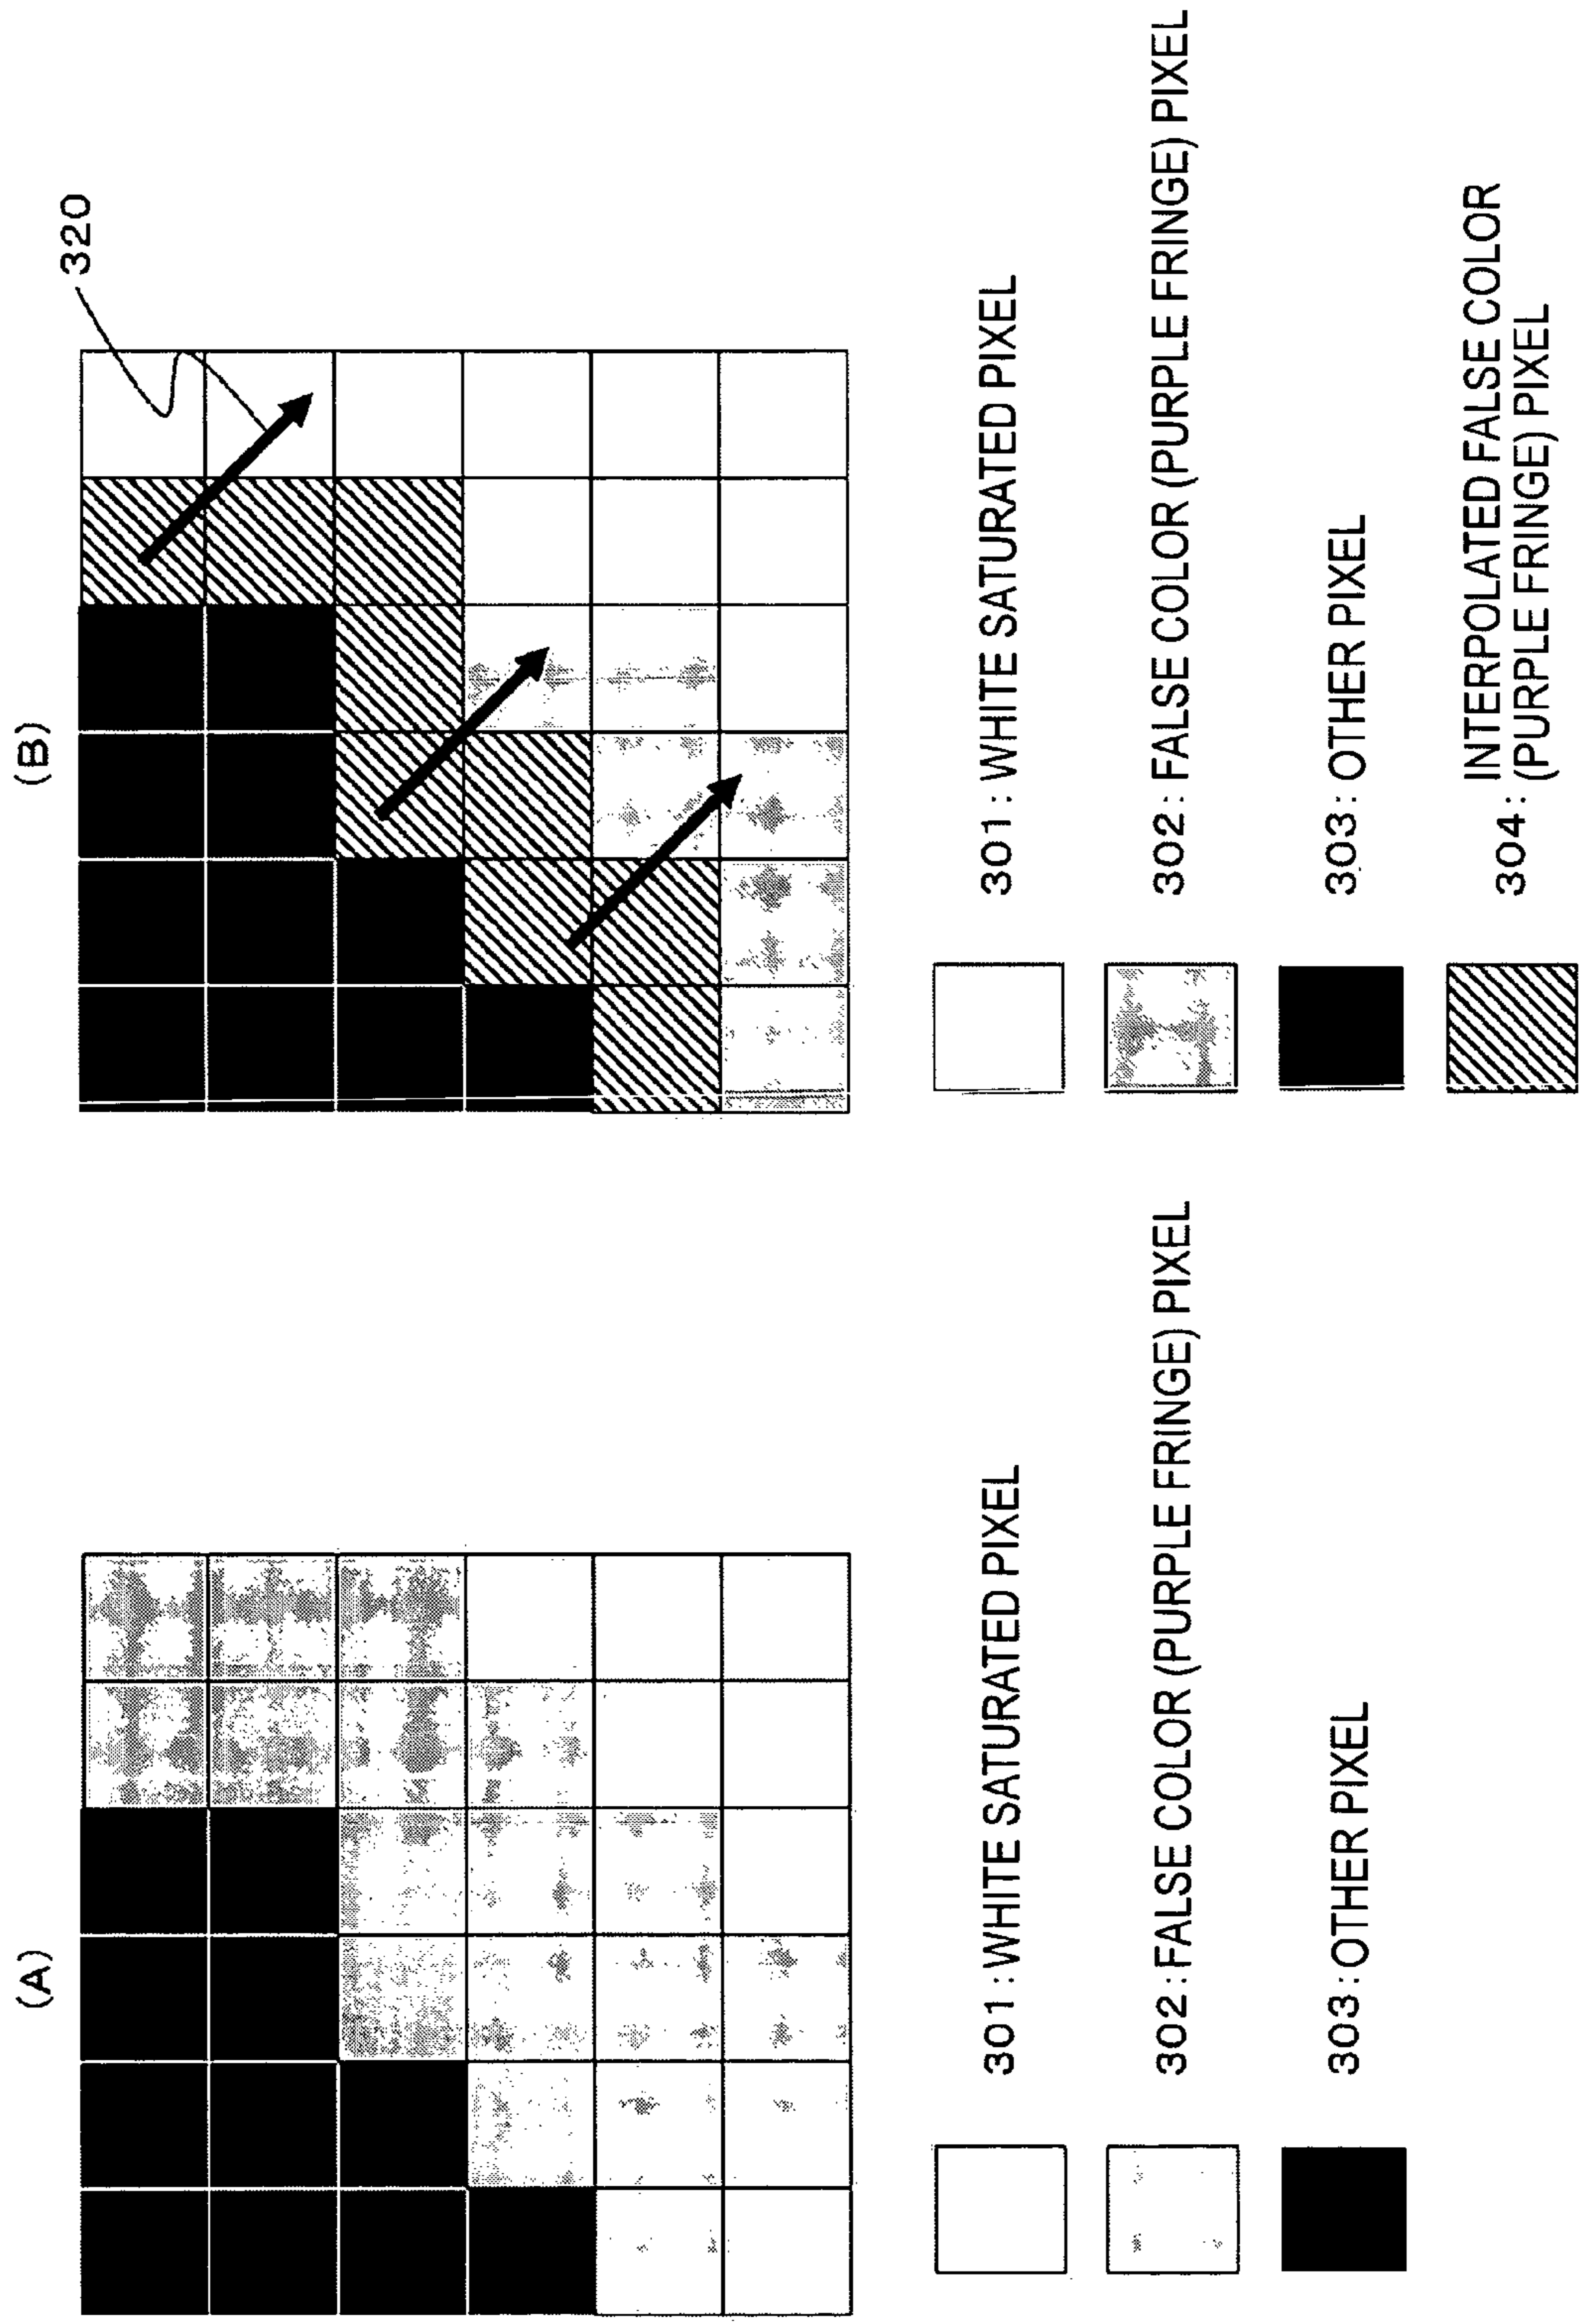 (A)
301 : WHITE SATURATED PIXEL
302 : FALSE COLOR (PURPLE FRINGE) PIXEL
303 : OTHER PIXEL
(B)
320
301 : WHITE SATURATED PIXEL
302 : FALSE COLOR (PURPLE FRINGE) PIXEL
303 : OTHER PIXEL
304 : INTERPOLATED FALSE COLOR
(PURPLE FRINGE) PIXEL